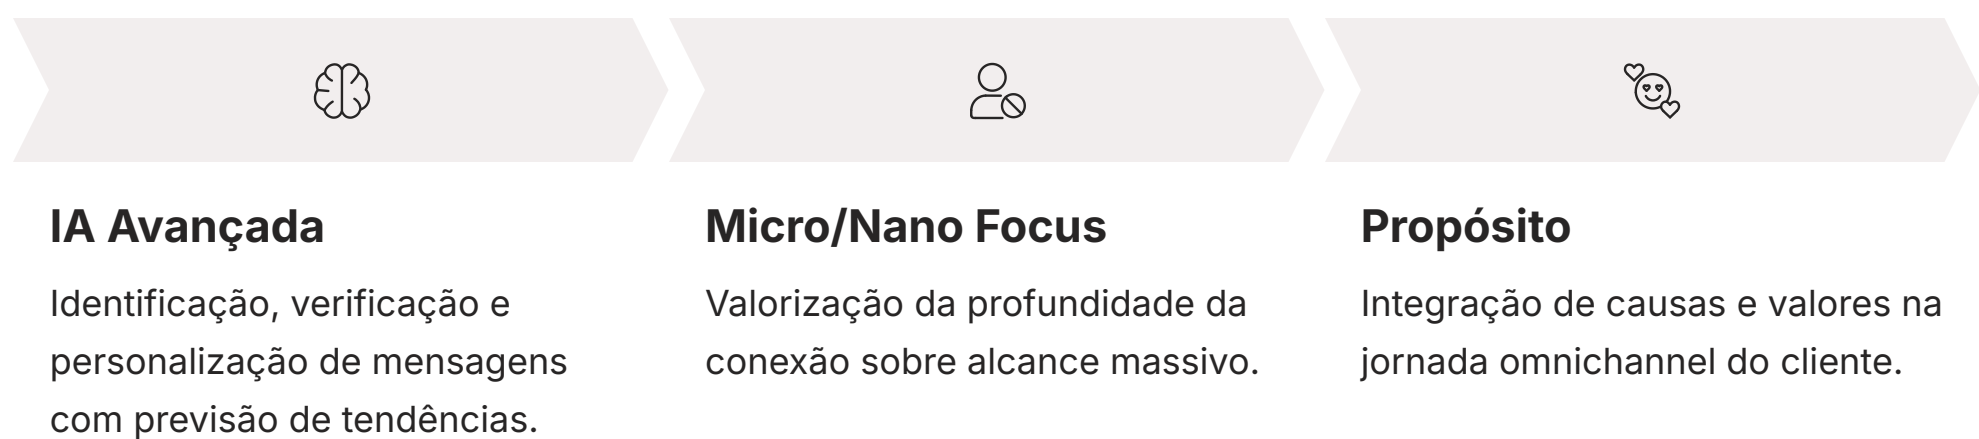 IA Avançada
Identificação, verificação e
personalização de mensagens
com previsão de tendências.
Micro/Nano Focus
Valorização da profundidade da
conexão sobre alcance massivo.
Propósito
Integração de causas e valores na
jornada omnichannel do cliente.